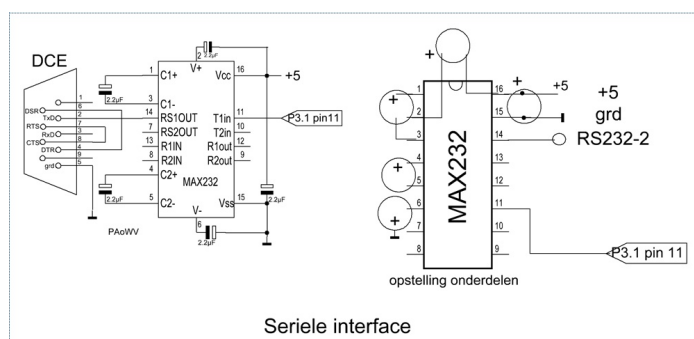 DCE
1
DSR
6
TxD
2
RTS
7
RxD
3
CTS
8
DTR
4
9
grd
5
2.2µF
2.2µF
2.2µF
2.2µF
2.2µF
2
V+
1 C1+
Vcc 16
+5
3 C1-
14 RS1OUT
T1in 11
P3.1 pin11
7 RS2OUT
T2in 10
13 R1IN
R1out 12
8 R2IN
R2out 9
4 C2+
MAX232
5 C2-
Vss 15
V-
6
PAoWV
+
1
16
+
+5
+5
+
2
15
grd
3
14
RS232-2
4
13
+
5
12
6
11
+
7
10
8
9
MAX232
P3.1 pin 11
opstelling onderdelen
Seriele interface